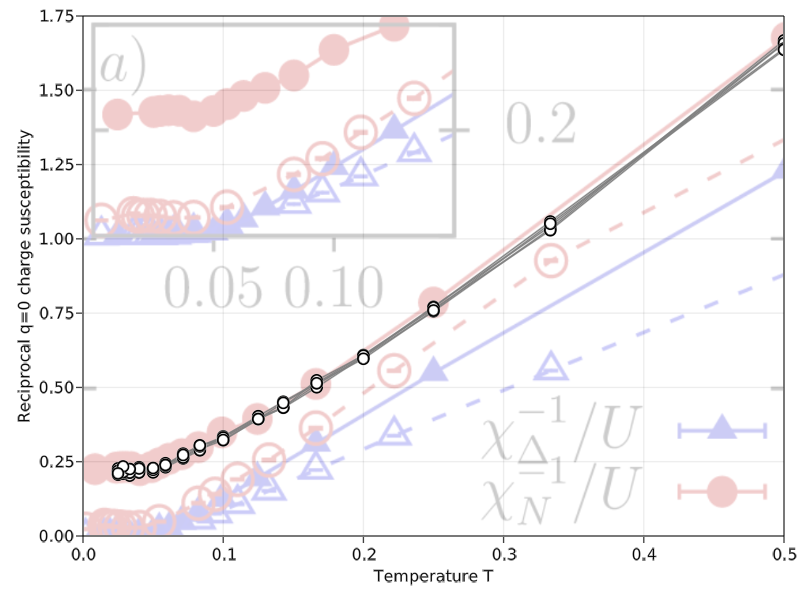 1.75
1.50
1.25
1.00
0.75
0.50
0.25
0.00
Reciprocal q=0 charge susceptibility
a)
0.2
0.05 0.10
χ_Δ^{-1}/U
χ_N^{-1}/U
0.0 0.1 0.2 0.3 0.4 0.5
Temperature T